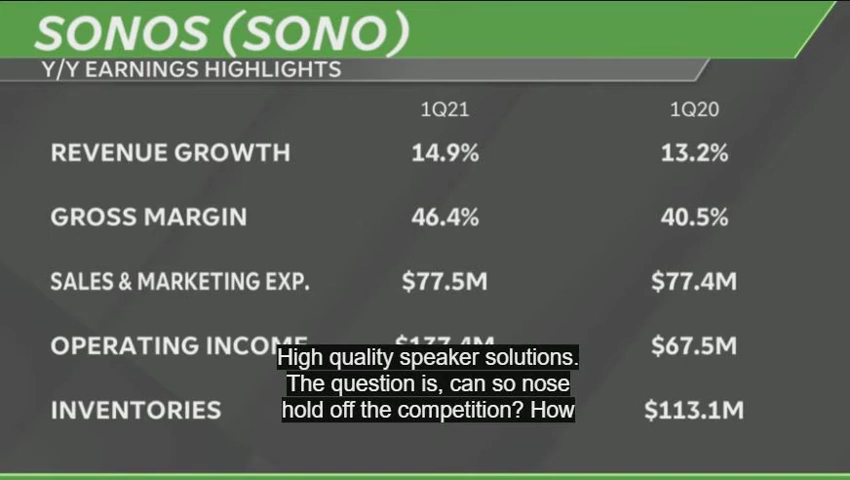 SONOS (SONO)
Y/Y EARNINGS HIGHLIGHTS
1Q21 1Q20
REVENUE GROWTH 14.9% 13.2%
GROSS MARGIN 46.4% 40.5%
SALES & MARKETING EXP. $77.5M $77.4M
OPERATING INCOME $67.5M
INVENTORIES $113.1M
High quality speaker solutions.
The question is, can so nose
hold off the competition? How